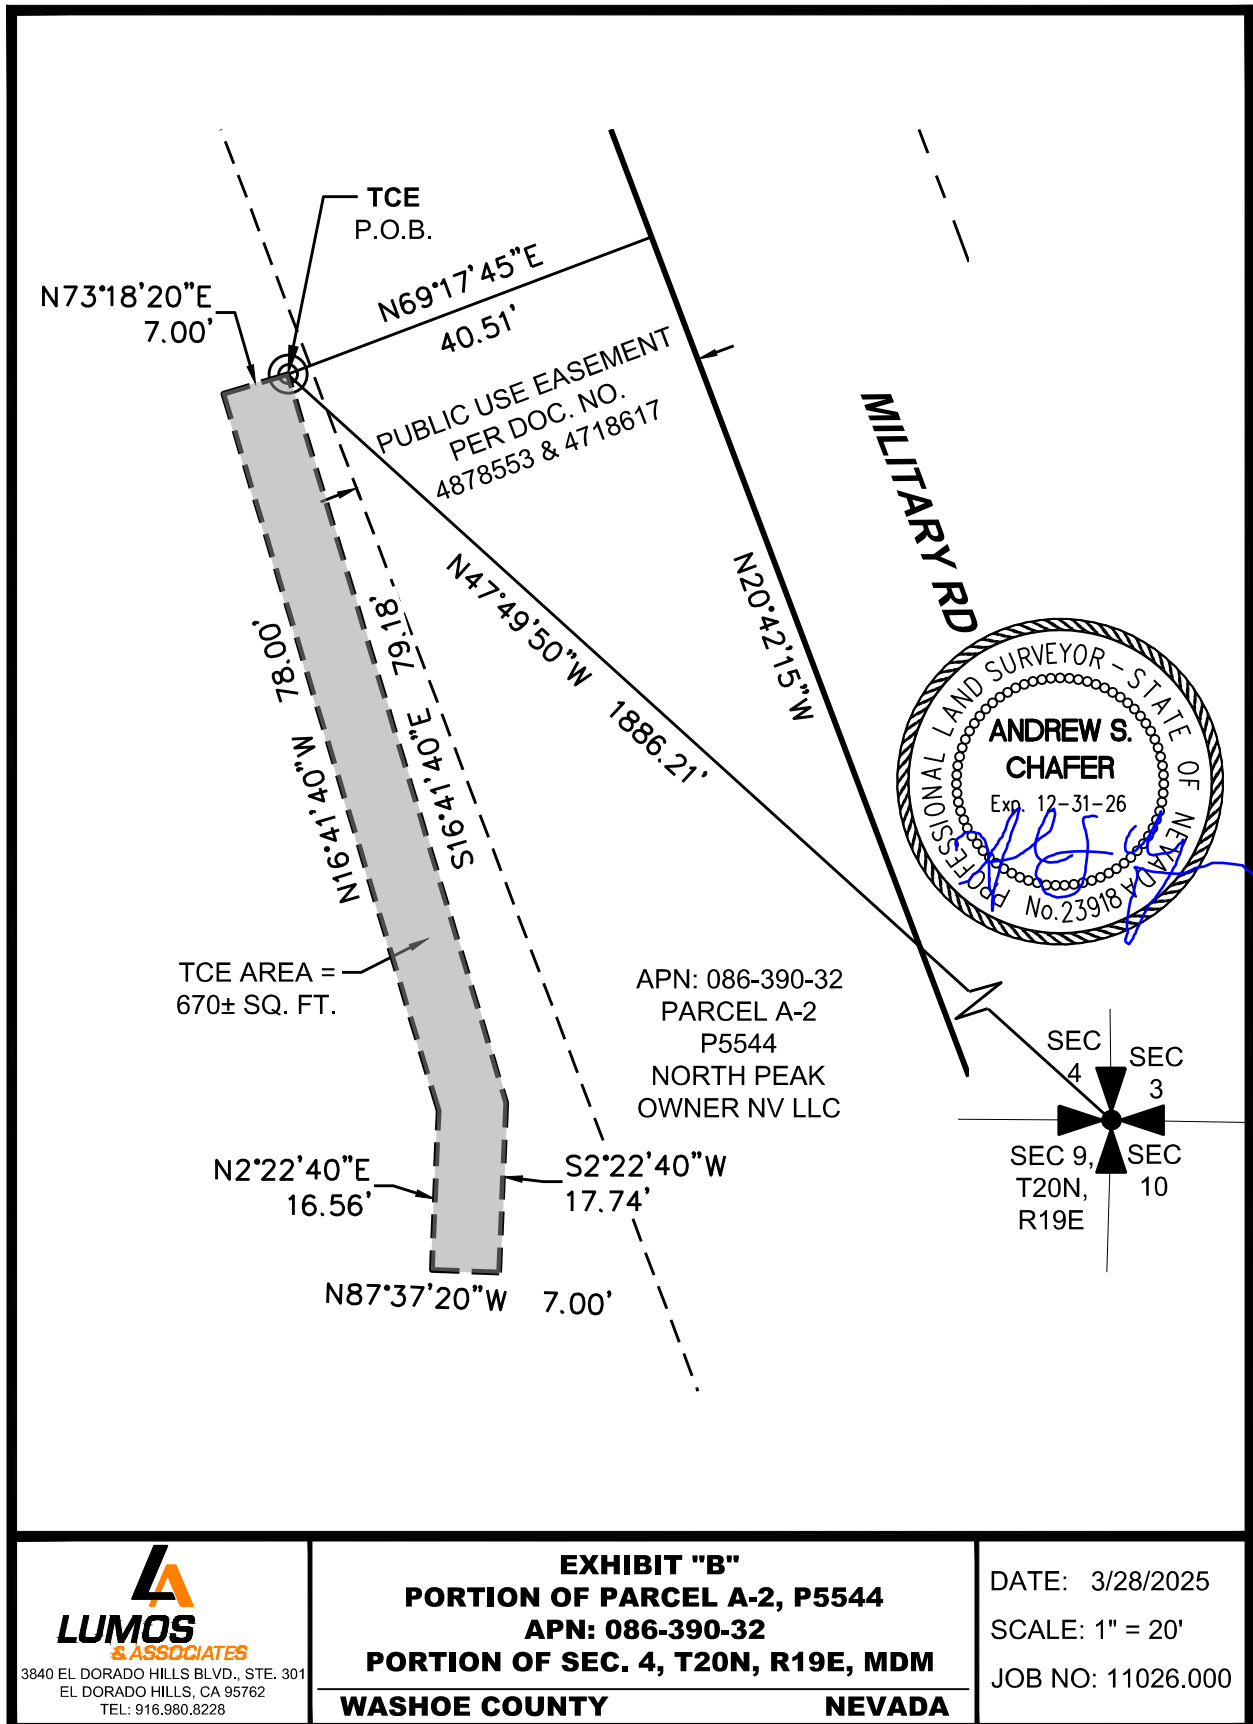 TCE
P.O.B.
N73°18'20"E
7.00'
N69°17'45"E
40.51'
PUBLIC USE EASEMENT
PER DOC. NO.
4878553 & 4718617
MILITARY RD
N47°49'50"W 1886.21'
N20°42'15"W
78.00'
N16°41'40"W
79.18'
S16°41'40"E
PROFESSIONAL LAND SURVEYOR - STATE OF NEVADA
ANDREW S.
CHAFER
Exp. 12-31-26
No. 23918
TCE AREA =
670± SQ. FT.
APN: 086-390-32
PARCEL A-2
P5544
NORTH PEAK
OWNER NV LLC
SEC
4
SEC
3
SEC 9,
T20N,
R19E
SEC
10
N2°22'40"E
16.56'
S2°22'40"W
17.74'
N87°37'20"W 7.00'
LUMOS
& ASSOCIATES
3840 EL DORADO HILLS BLVD., STE. 301
EL DORADO HILLS, CA 95762
TEL: 916.980.8228
EXHIBIT "B"
PORTION OF PARCEL A-2, P5544
APN: 086-390-32
PORTION OF SEC. 4, T20N, R19E, MDM
WASHOE COUNTY NEVADA
DATE: 3/28/2025
SCALE: 1" = 20'
JOB NO: 11026.000